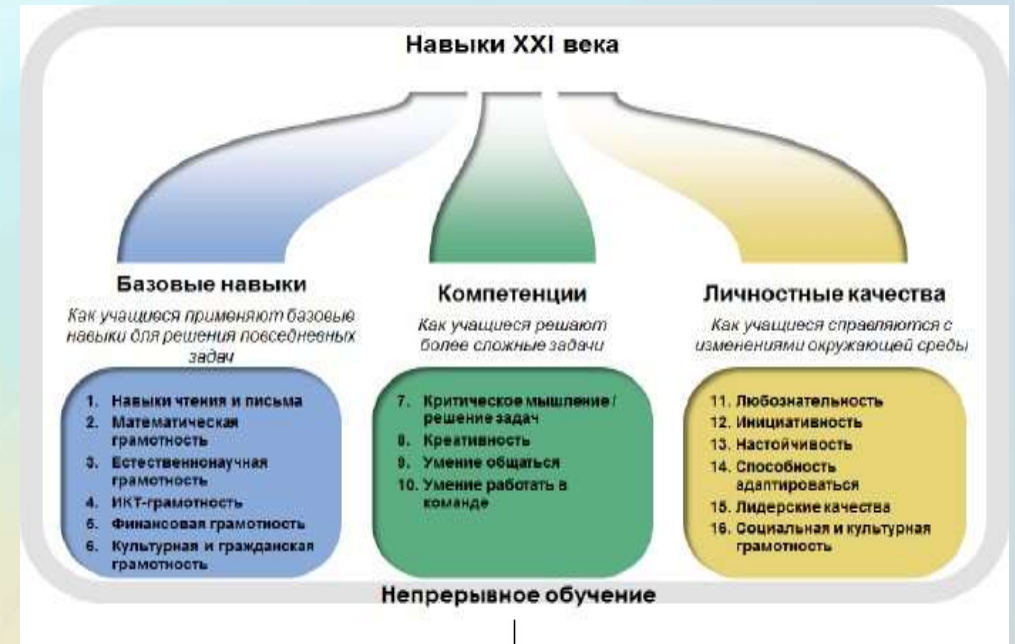 Навыки XXI века
Базовые навыки
Как учащиеся применяют базовые
навыки для решения повседневных
задач
1. Навыки чтения и письма
2. Математическая
грамотность
3. Естественнонаучная
грамотность
4. ИКТ-грамотность
5. Финансовая грамотность
6. Культурная и гражданская
грамотность
Компетенции
Как учащиеся решают
более сложные задачи
7. Критическое мышление/
решение задач
8. Креативность
9. Умение общаться
10. Умение работать в
команде
Личностные качества
Как учащиеся справляются с
изменениями окружающей среды
11. Любознательность
12. Инициативность
13. Настойчивость
14. Способность
адаптироваться
15. Лидерские качества
16. Социальная и культурная
грамотность
Непрерывное обучение